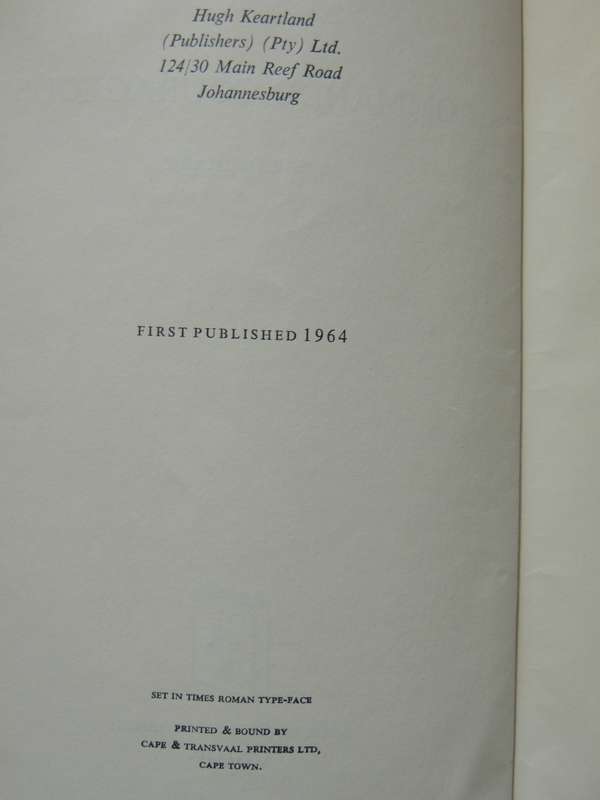 Hugh Keartland
(Publishers) (Pty) Ltd.
124/30 Main Reef Road
Johannesburg
FIRST PUBLISHED 1964
SET IN TIMES ROMAN TYPE-FACE
PRINTED & BOUND BY
CAPE & TRANSVAAL PRINTERS LTD,
CAPE TOWN.